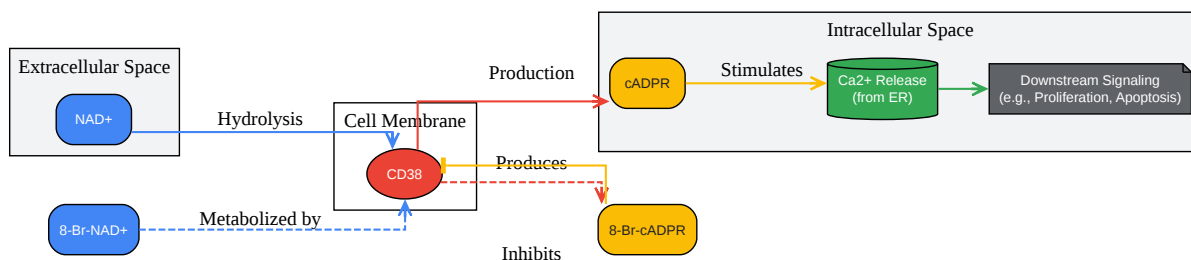 Intracellular Space
Extracellular Space
Production
cADPR
Stimulates
Ca2+ Release
(from ER)
Downstream Signaling
(e.g., Proliferation, Apoptosis)
NAD+
Hydrolysis
Cell Membrane
CD38
Produces
8-Br-NAD+
Metabolized by
8-Br-cADPR
Inhibits